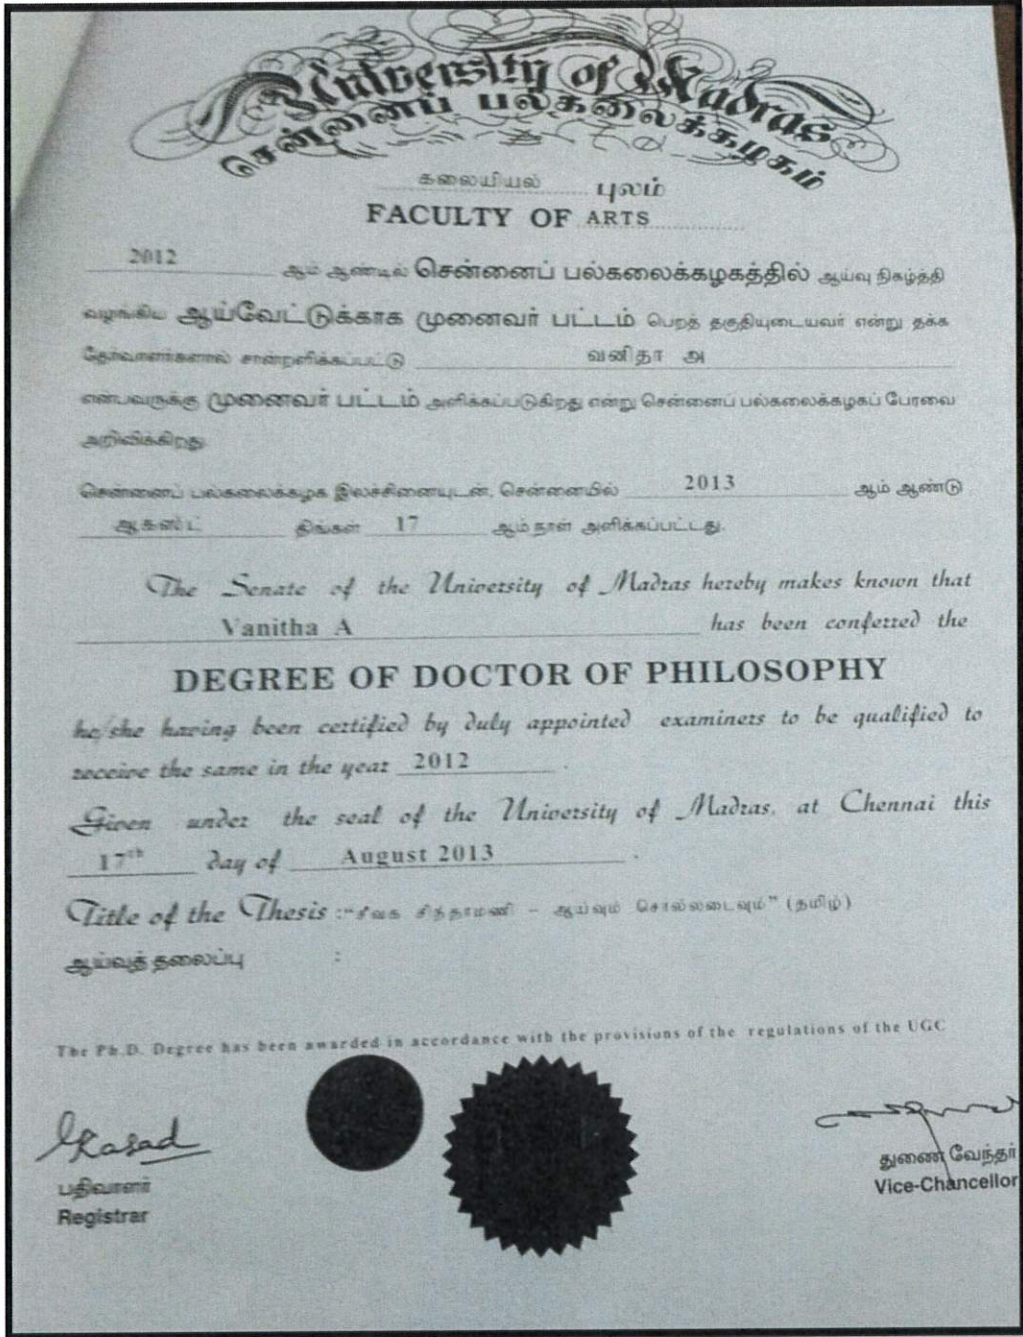 University of Madras
சென்னைப் பல்கலைக்கழகம்
கலையியல் புலம்
FACULTY OF ARTS
2012 ஆம் ஆண்டில் சென்னைப் பல்கலைக்கழகத்தில் ஆய்வு நிகழ்த்தி
வழங்கிய ஆய்வேட்டுக்காக முனைவர் பட்டம் பெறத் தகுதியுடையவர் என்று தக்க
தேர்வாளர்களால் சான்றளிக்கப்பட்டு வனிதா அ
என்பவருக்கு முனைவர் பட்டம் அளிக்கப்படுகிறது என்று சென்னைப் பல்கலைக்கழகப் பேரவை
அறிவிக்கிறது.
சென்னைப் பல்கலைக்கழக இலச்சினையுடன், சென்னையில் 2013 ஆம் ஆண்டு
ஆகஸ்ட் திங்கள் 17 ஆம் நாள் அளிக்கப்பட்டது.
The Senate of the University of Madras hereby makes known that
Vanitha A has been conferred the
DEGREE OF DOCTOR OF PHILOSOPHY
he/she having been certified by duly appointed examiners to be qualified to
receive the same in the year 2012 .
Given under the seal of the University of Madras, at Chennai this
17th day of August 2013 .
Title of the Thesis : "சீவக சிந்தாமணி – ஆய்வும் சொல்லடைவும்" (தமிழ்)
ஆய்வுத் தலைப்பு :
The Ph.D. Degree has been awarded in accordance with the provisions of the regulations of the UGC
பதிவாளர்
Registrar
துணை வேந்தர்
Vice-Chancellor